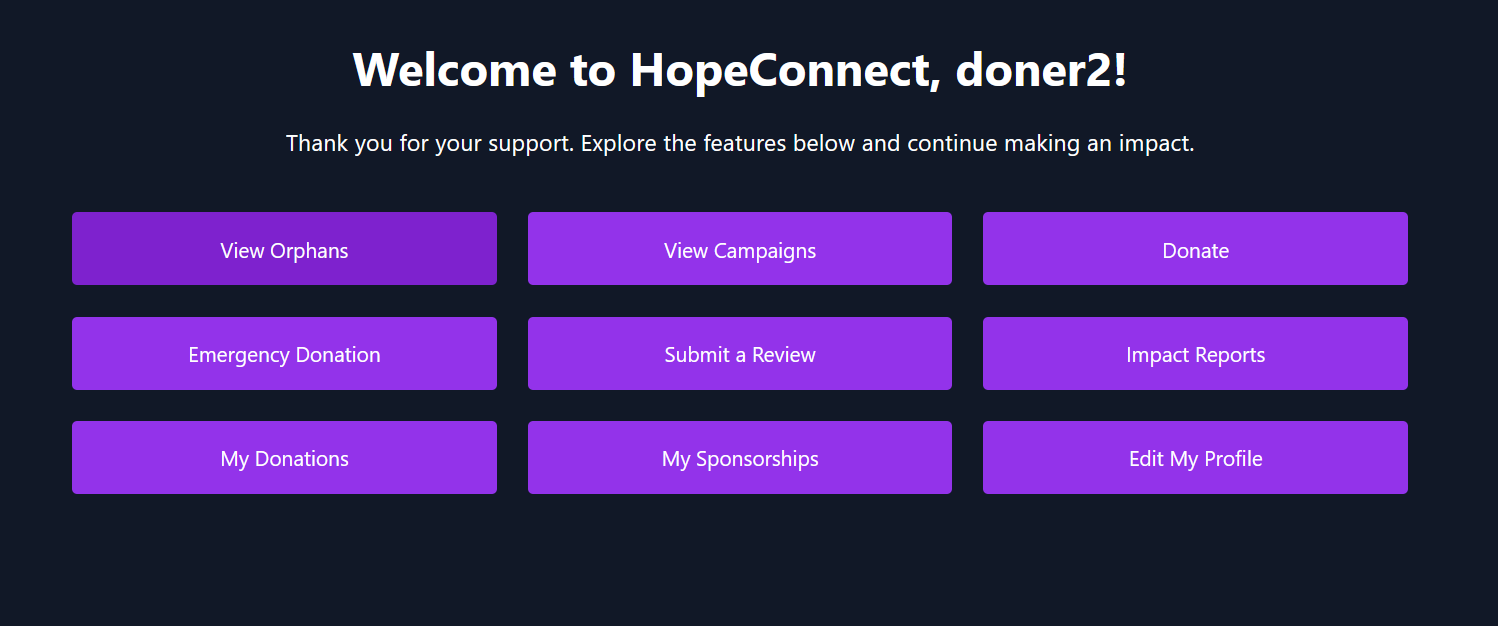 Welcome to HopeConnect, doner2!
Thank you for your support. Explore the features below and continue making an impact.
View Orphans
View Campaigns
Donate
Emergency Donation
Submit a Review
Impact Reports
My Donations
My Sponsorships
Edit My Profile